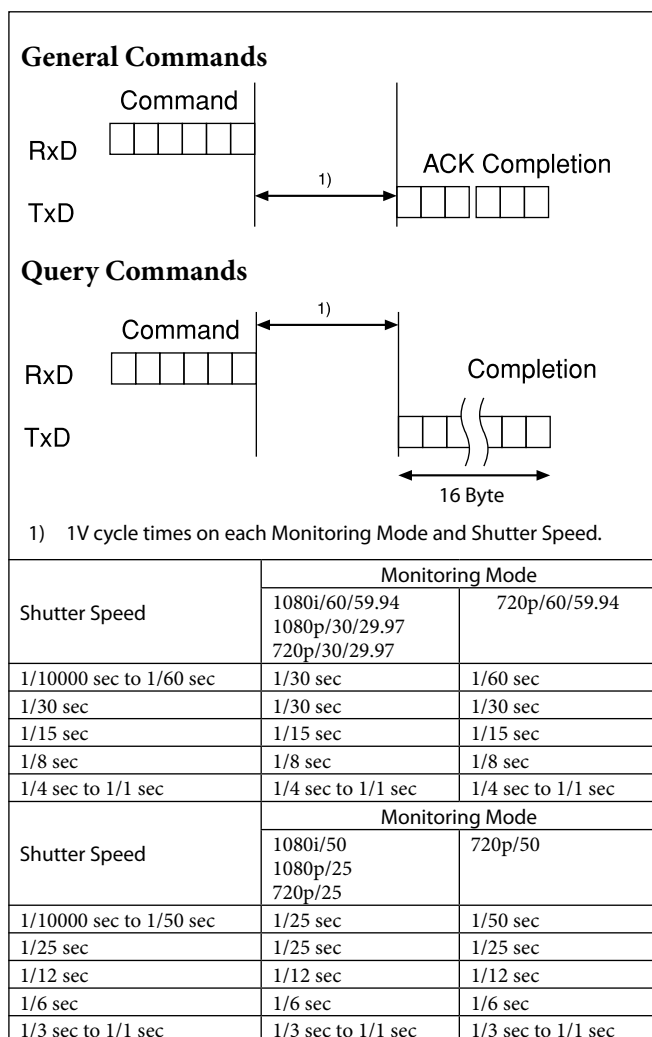 General Commands
Command
RxD
1)
ACK Completion
TxD
Query Commands
1)
Command
RxD
Completion
TxD
16 Byte
1) 1V cycle times on each Monitoring Mode and Shutter Speed.
Shutter Speed
Monitoring Mode
1080i/60/59.94
1080p/30/29.97
720p/30/29.97
720p/60/59.94
1/10000 sec to 1/60 sec 1/30 sec 1/60 sec
1/30 sec 1/30 sec 1/30 sec
1/15 sec 1/15 sec 1/15 sec
1/8 sec 1/8 sec 1/8 sec
1/4 sec to 1/1 sec 1/4 sec to 1/1 sec 1/4 sec to 1/1 sec
Shutter Speed
Monitoring Mode
1080i/50
1080p/25
720p/25
720p/50
1/10000 sec to 1/50 sec 1/25 sec 1/50 sec
1/25 sec 1/25 sec 1/25 sec
1/12 sec 1/12 sec 1/12 sec
1/6 sec 1/6 sec 1/6 sec
1/3 sec to 1/1 sec 1/3 sec to 1/1 sec 1/3 sec to 1/1 sec